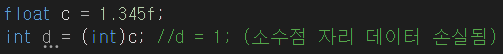 float c = 1.345f;
int d = (int)c; //d = 1; (소수점 자리 데이터 손실됨)